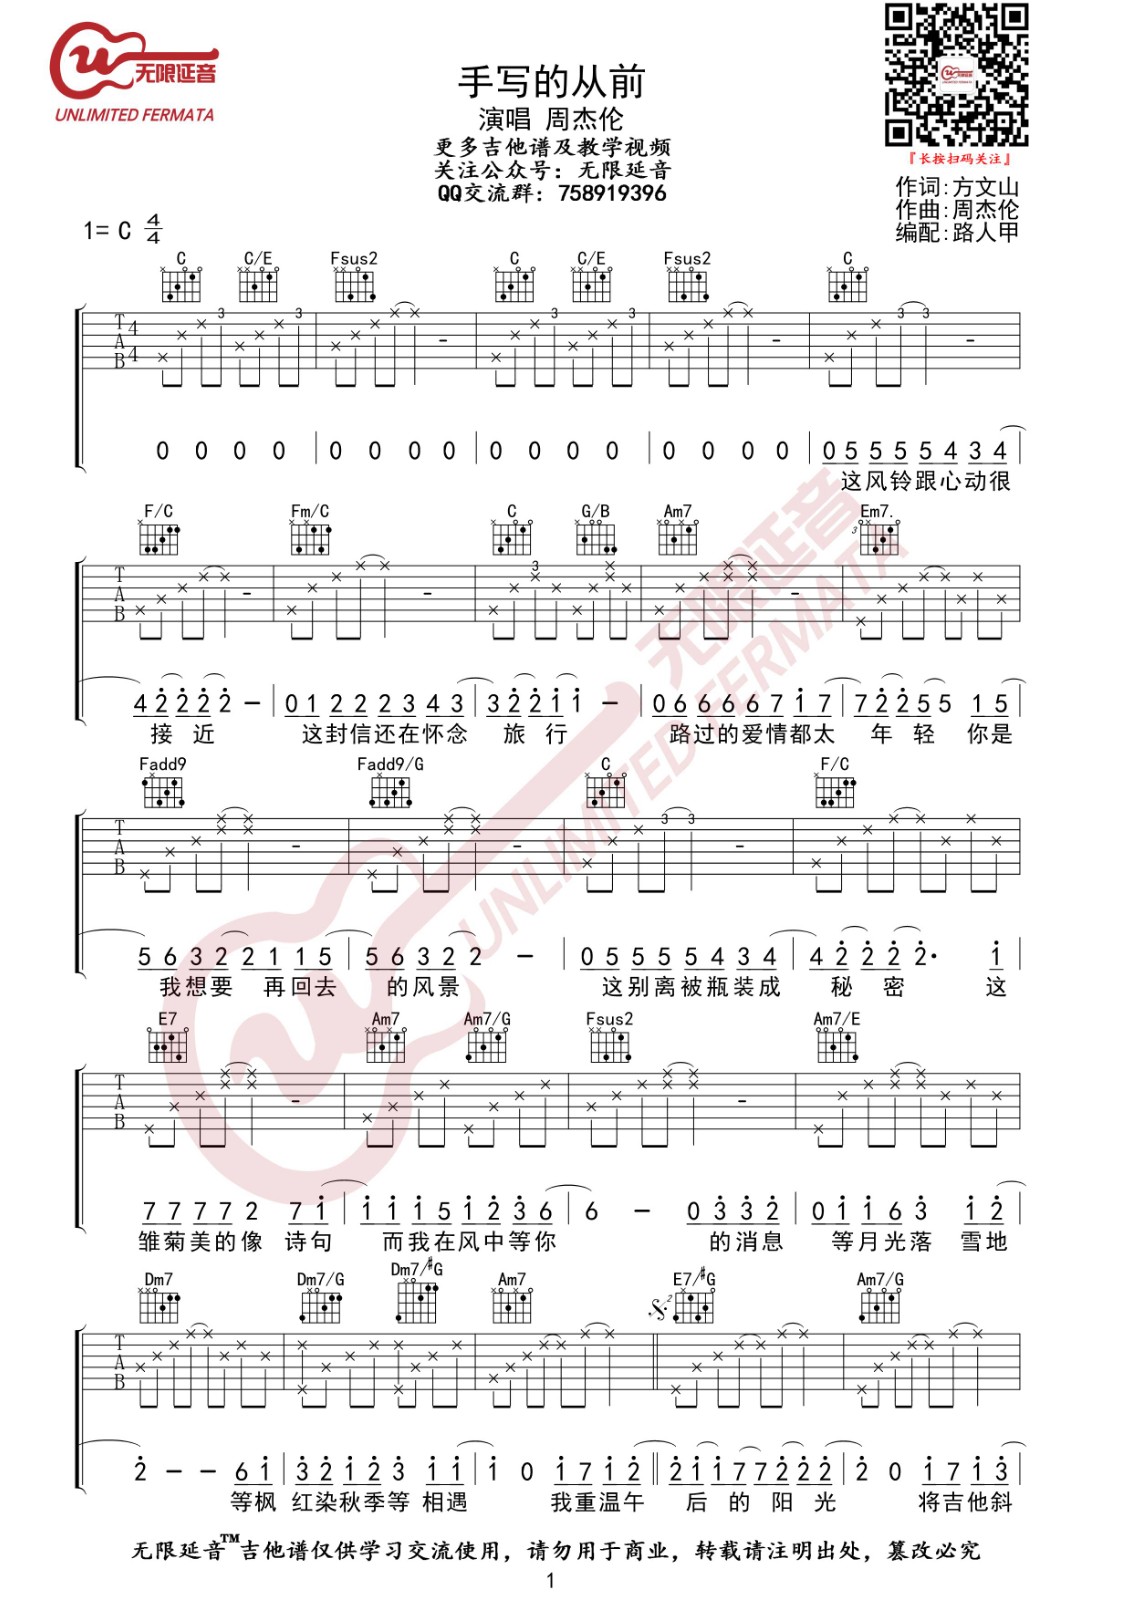 无限延音
UNLIMITED FERMATA
手写的从前
演唱 周杰伦
更多吉他谱及教学视频
关注公众号：无限延音
QQ交流群：758919396
『长按扫码关注』
作词:方文山
作曲:周杰伦
编配:路人甲
1= C 4/4
C C/E Fsus2 C C/E Fsus2 C
3 3 3 3 3 3
T 4
A
B 4
0 0 0 0 0 0 0 0 0 0 0 0 0 0 0 0 0 5 5 5 5 4 3 4
这风铃跟心动很
F/C Fm/C C G/B Am7 Em7.
T
A
B
4 2 2 2 2 - 0 1 2 2 2 3 4 3 3 2 2 1 1 - 0 6 6 6 6 7 1 7 7 2 2 5 5 1 5
接 近 这封信还在怀念 旅 行 路过的爱情都太 年 轻 你是
Fadd9 Fadd9/G C F/C
3 3
T
A
B
5 6 3 2 2 1 1 5 5 6 3 2 2 - 0 5 5 5 5 4 3 4 4 2 2 2 2· 1
我想要 再回去 的风景 这别离被瓶装成 秘 密 这
E7 Am7 Am7/G Fsus2 Am7/E
T
A
B
7 7 7 7 2 7 1 1 1 1 5 1 2 3 6 6 - 0 3 3 2 0 1 1 6 3 1 2
雏菊美的像 诗句 而我在风中等你 的消息 等月光落 雪地
Dm7 Dm7/G Dm7/#G Am7 E7/#G Am7/G
T
A
B
2 - - 6 1 3 2 1 2 3 1 1 1 0 1 7 1 2 2 1 1 7 7 2 2 2 2 0 1 7 1 3
等枫 红染秋季等 相遇 我重温午 后 的 阳 光 将吉他斜
无限延音™吉他谱仅供学习交流使用，请勿用于商业，转载请注明出处，篡改必究
1